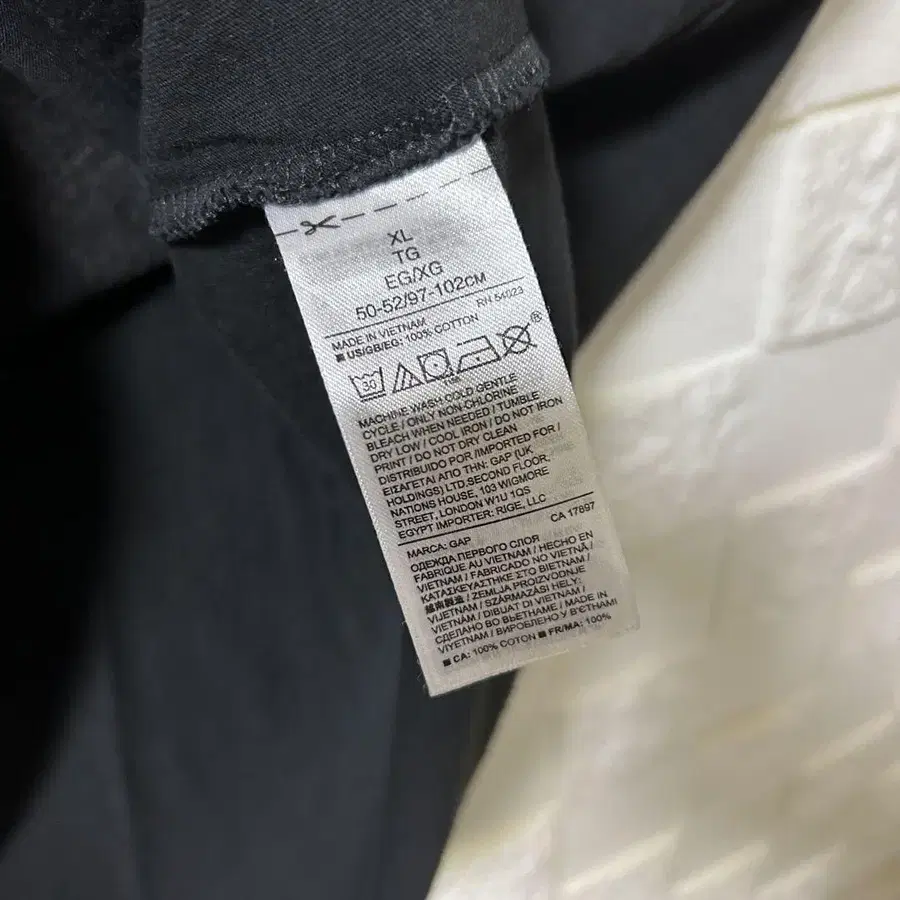 XL
TG
EG/XG
50-52/97-102CM
RN 54023
MADE IN VIETNAM
■ US/GB/EG: 100% COTTON
30
®
MACHINE WASH COLD GENTLE
CYCLE / ONLY NON-CHLORINE
BLEACH WHEN NEEDED / TUMBLE
DRY LOW / COOL IRON / DO NOT IRON
PRINT / DO NOT DRY CLEAN
DISTRIBUIDO POR /IMPORTED FOR /
ΕΙΣΑΓΕΤΑΙ ΑΠΟ ΤΗΝ: GAP (UK
HOLDINGS) LTD.SECOND FLOOR,
NATIONS HOUSE, 103 WIGMORE
STREET, LONDON W1U 1QS
EGYPT IMPORTER: RIGE, LLC
CA 17897
MARCA: GAP
ОДЕЖДА ПЕРВОГО СЛОЯ
FABRIQUE AU VIETNAM / HECHO EN
VIETNAM / FABRICADO NO VIETNÃ /
ΚΑΤΑΣΚΕΥΑΣΤΗΚΕ ΣΤΟ ΒΙΕΤΝΑΜ /
越南製造 / ZEMLJA PROIZVODNJE
VIJETNAM / SZÁRMAZÁSI HELY:
VIETNAM / DIBUAT DI VIETNAM /
СДЕЛАНО ВО ВЬЕТНАМЕ / MADE IN
VIYETNAM / ВИРОБЛЕНО У В'ЄТНАМІ
■ CA: 100% COTON ■ FR/MA: 100%